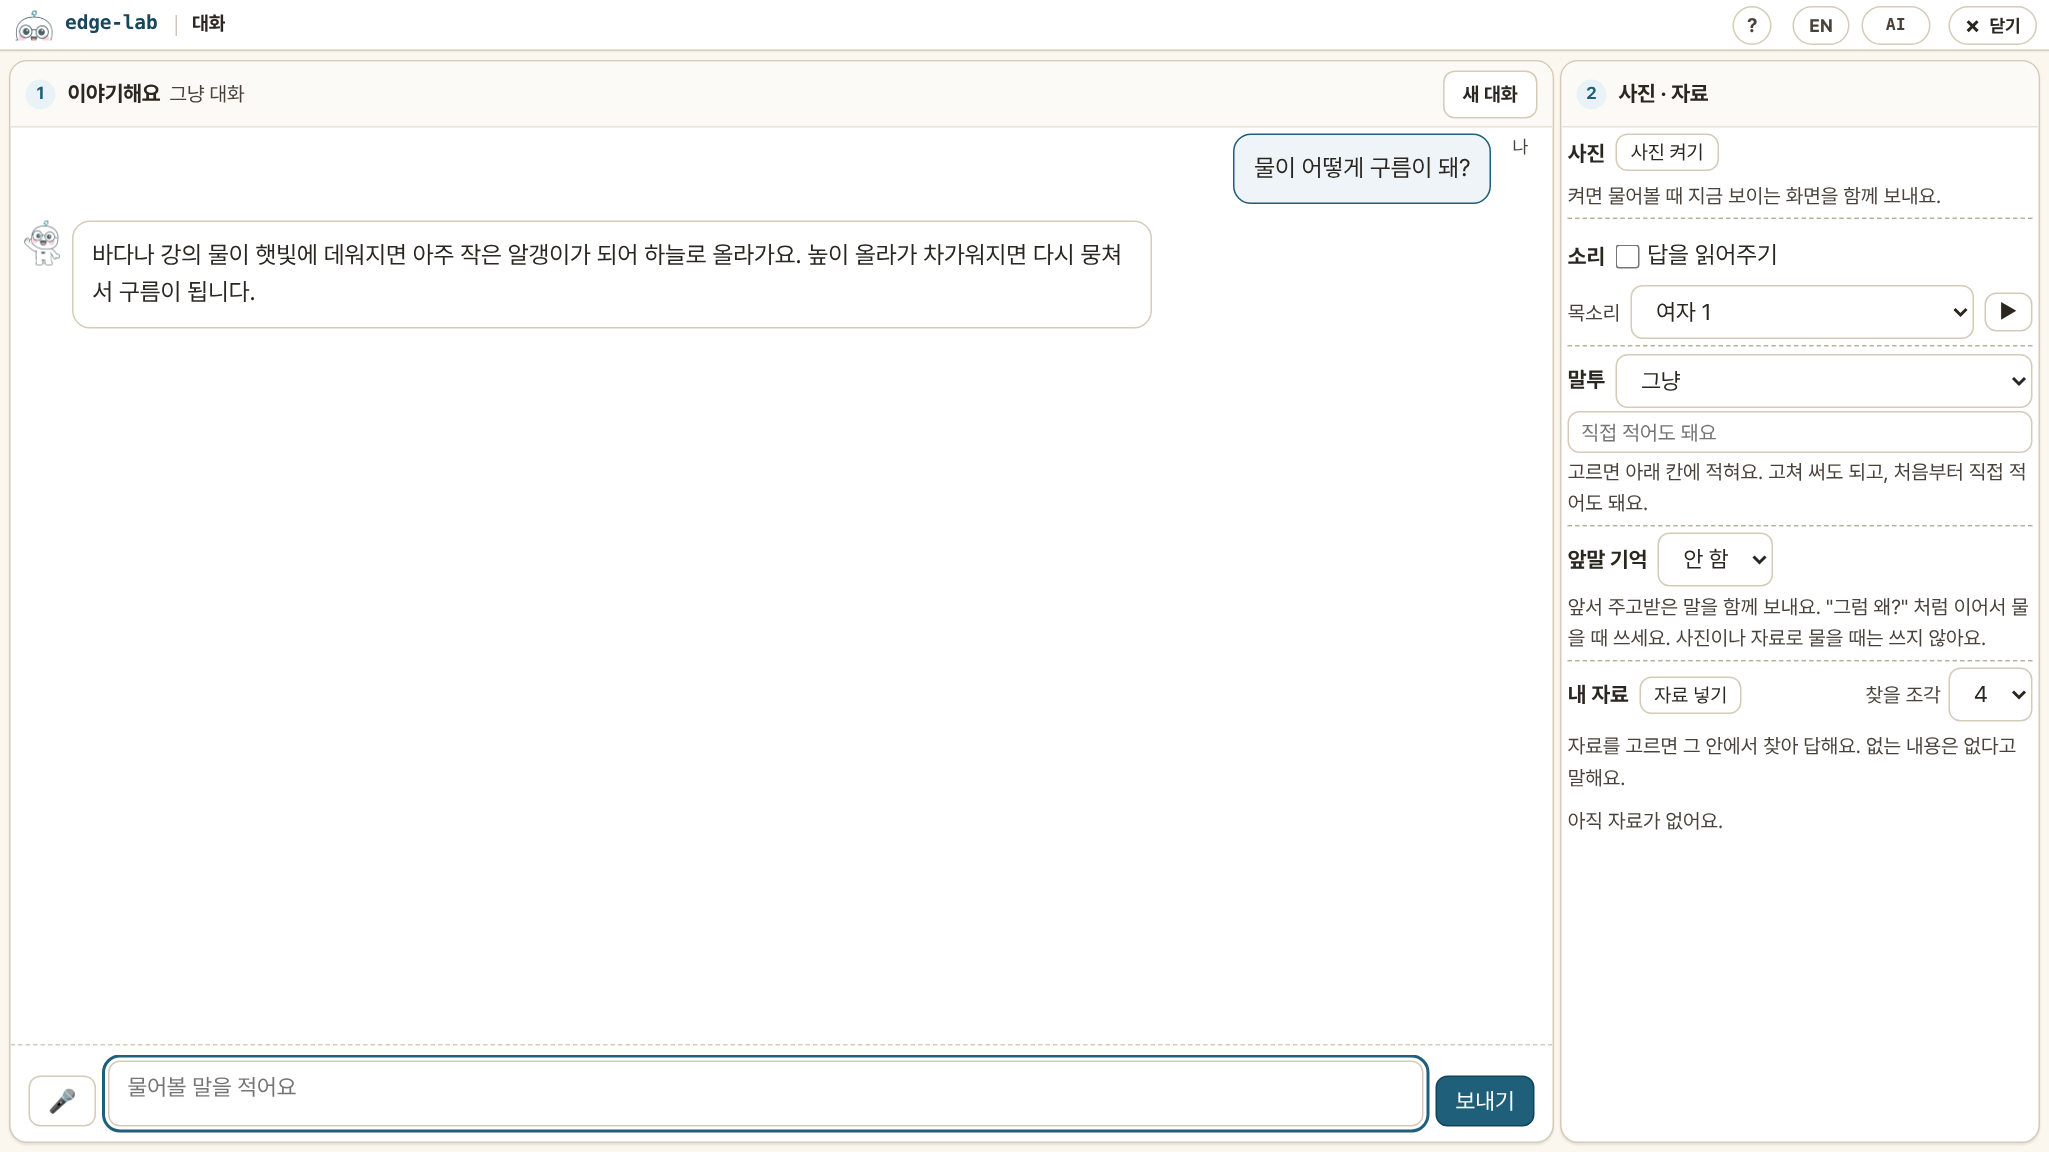 edge-lab
대화
?
EN
AI
× 닫기
1 이야기해요 그냥 대화
새 대화
나
물이 어떻게 구름이 돼?
바다나 강의 물이 햇빛에 데워지면 아주 작은 알갱이가 되어 하늘로 올라가요. 높이 올라가 차가워지면 다시 뭉쳐
서 구름이 됩니다.
물어볼 말을 적어요
보내기
2 사진 · 자료
사진 사진 켜기
켜면 물어볼 때 지금 보이는 화면을 함께 보내요.
소리 답을 읽어주기
목소리 여자 1
말투 그냥
직접 적어도 돼요
고르면 아래 칸에 적혀요. 고쳐 써도 되고, 처음부터 직접 적
어도 돼요.
앞말 기억 안 함
앞서 주고받은 말을 함께 보내요. "그럼 왜?" 처럼 이어서 물
을 때 쓰세요. 사진이나 자료로 물을 때는 쓰지 않아요.
내 자료 자료 넣기 찾을 조각 4
자료를 고르면 그 안에서 찾아 답해요. 없는 내용은 없다고
말해요.
아직 자료가 없어요.